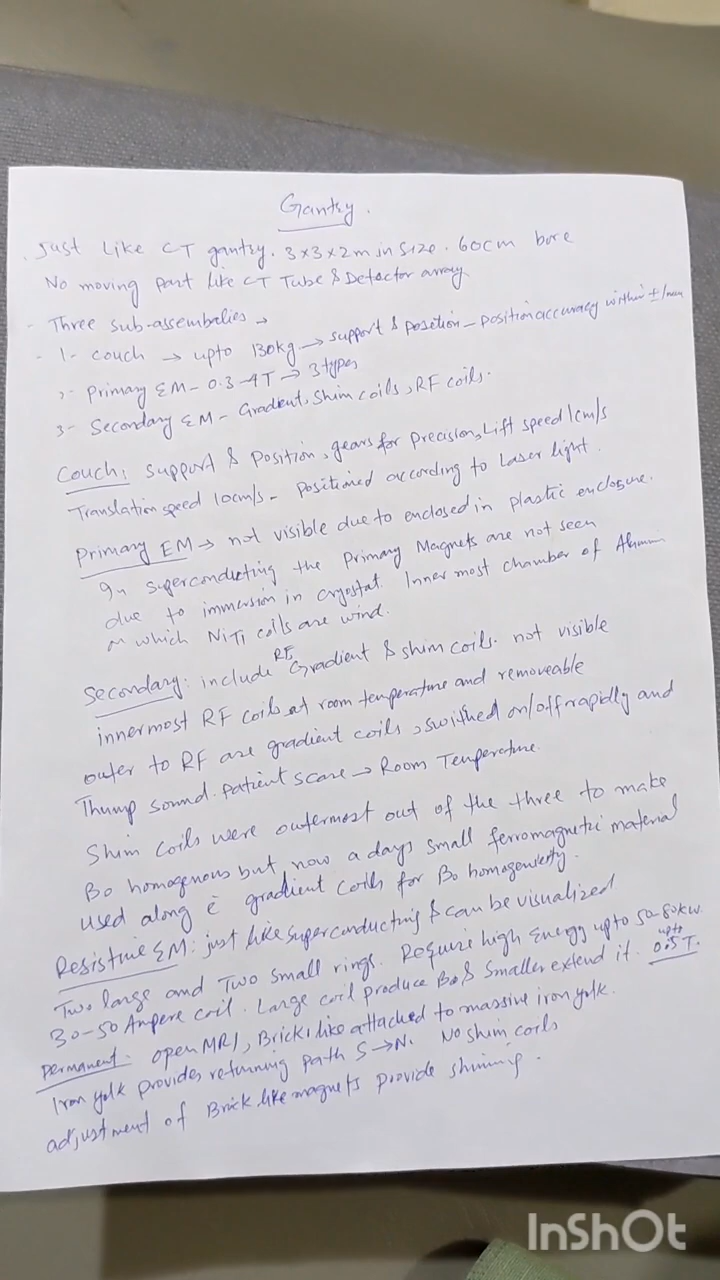 Gantry.
Just like CT gantry. 3x3x2m in size. 60cm bore
No moving part like CT Tube & Detector array
- Three sub-assembelies →
- 1- couch → upto 130kg → support & position - position accuracy within ±1mm
2- Primary EM - 0.3-4T → 3 types
3- Secondary EM - Gradient, Shim coils, RF coils.
Couch: Support & Position, gears for precision, Lift speed 1cm/s
Translation speed 10cm/s - positioned according to Laser light.
Primary EM → not visible due to enclosed in plastic enclosure.
In superconducting the Primary Magnets are not seen
due to immersion in cryostat. Inner most chamber of
on which NiTi coils are wind.
RF
Secondary: include Gradient & shim coils. not visible
innermost RF coils at room temperature and removeable
outer to RF are gradient coils, swithed on/off rapidly and
Thump sound. patient scare → Room Temperature.
Shim coils were outermost out of the three to make
Bo homogenous but now a days small ferromagnetic material
used along c̄ gradient coils for Bo
Resistive EM: just like superconducting & can be visualized
Two large and Two small rings. Require high energy upto 50-80kw.
30-50 Ampere coil. Large coil produce Bo & Smaller extend it. upto 0.5T.
Permanent: open MRI, Bricks like attached to massive iron yolk.
Iron yolk provides returning path S→N. No shim coils
adjustment of Brick like magnets provide shiming.
InShOt